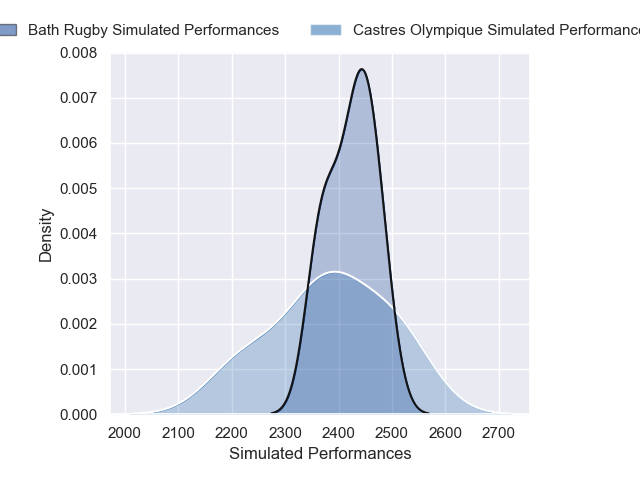 Bath Rugby Simulated Performances
Castres Olympique Simulated Performanc
0.008
0.007
0.006
0.005
0.004
0.003
0.002
0.001
0.000
Density
2000 2100 2200 2300 2400 2500 2600 2700
Simulated Performances